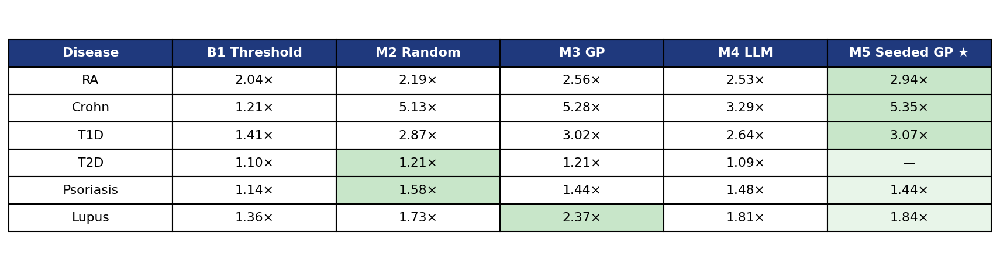 Disease B1 Threshold M2 Random M3 GP M4 LLM M5 Seeded GP ★
RA 2.04× 2.19× 2.56× 2.53× 2.94×
Crohn 1.21× 5.13× 5.28× 3.29× 5.35×
T1D 1.41× 2.87× 3.02× 2.64× 3.07×
T2D 1.10× 1.21× 1.21× 1.09× —
Psoriasis 1.14× 1.58× 1.44× 1.48× 1.44×
Lupus 1.36× 1.73× 2.37× 1.81× 1.84×